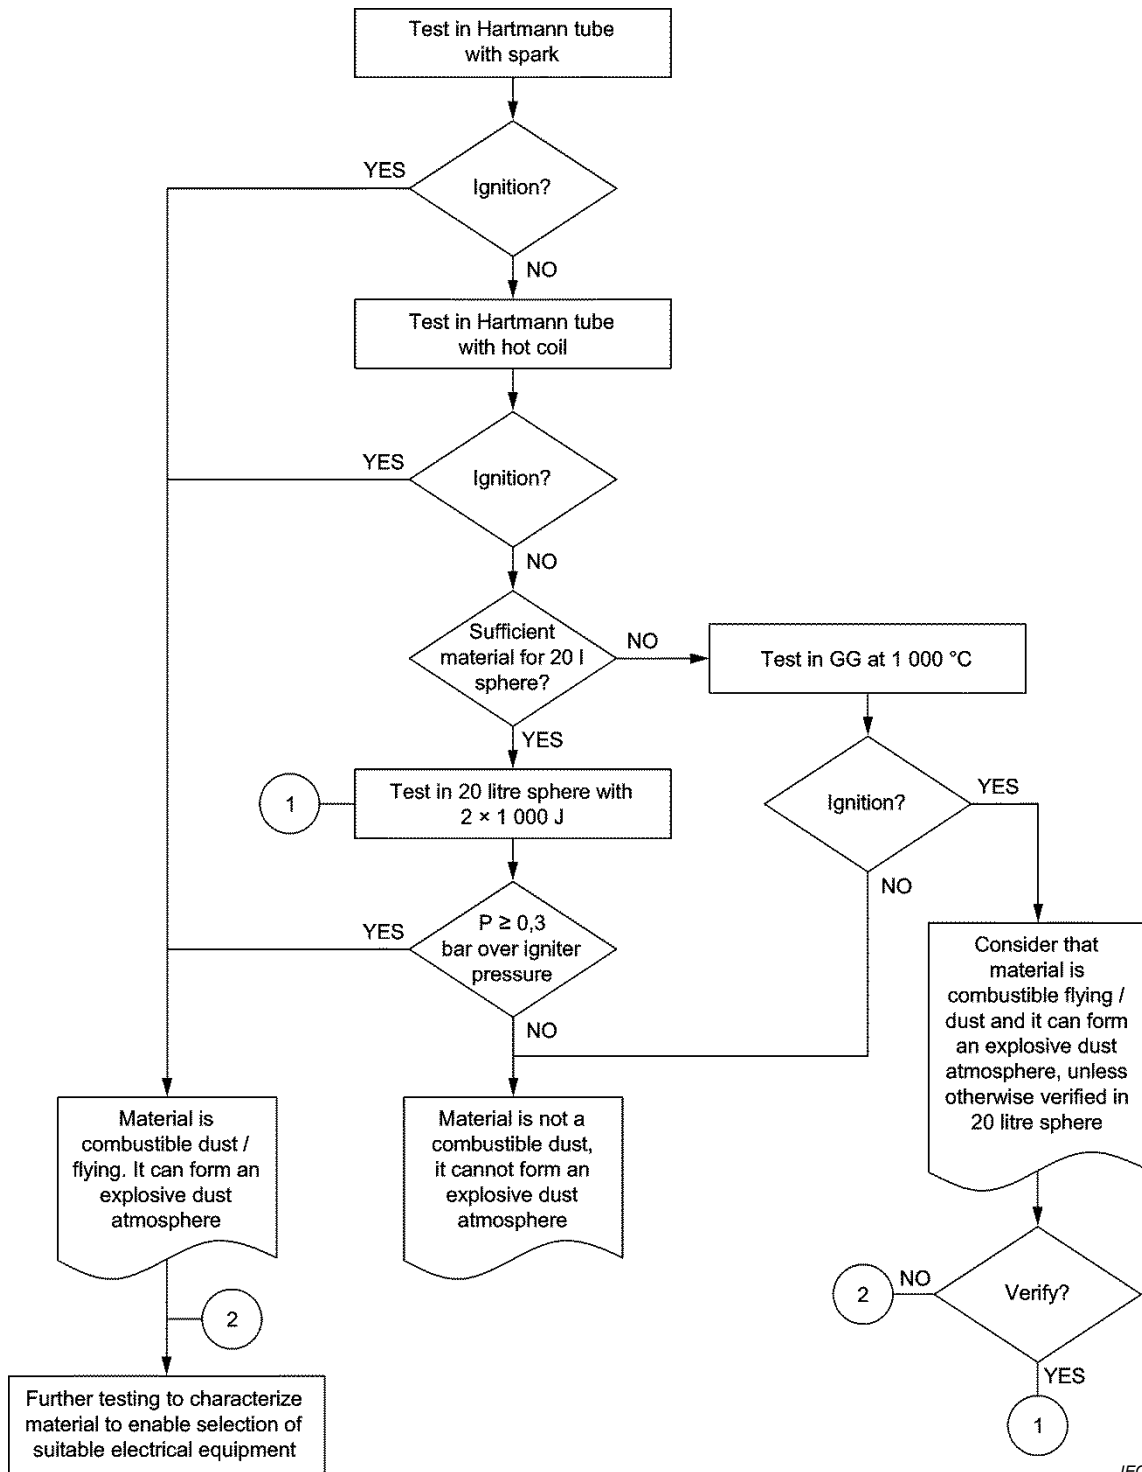 Test in Hartmann tube
with spark
YES
Ignition?
NO
Test in Hartmann tube
with hot coil
YES
Ignition?
NO
Sufficient
material for 20 l
sphere?
NO
Test in GG at 1 000 °C
YES
1
Test in 20 litre sphere with
2 × 1 000 J
Ignition?
YES
NO
YES
P ≥ 0,3
bar over igniter
pressure
NO
Consider that
material is
combustible flying /
dust and it can form
an explosive dust
atmosphere, unless
otherwise verified in
20 litre sphere
Material is
combustible dust /
flying. It can form an
explosive dust
atmosphere
Material is not a
combustible dust,
it cannot form an
explosive dust
atmosphere
2
NO
Verify?
YES
1
2
Further testing to characterize
material to enable selection of
suitable electrical equipment